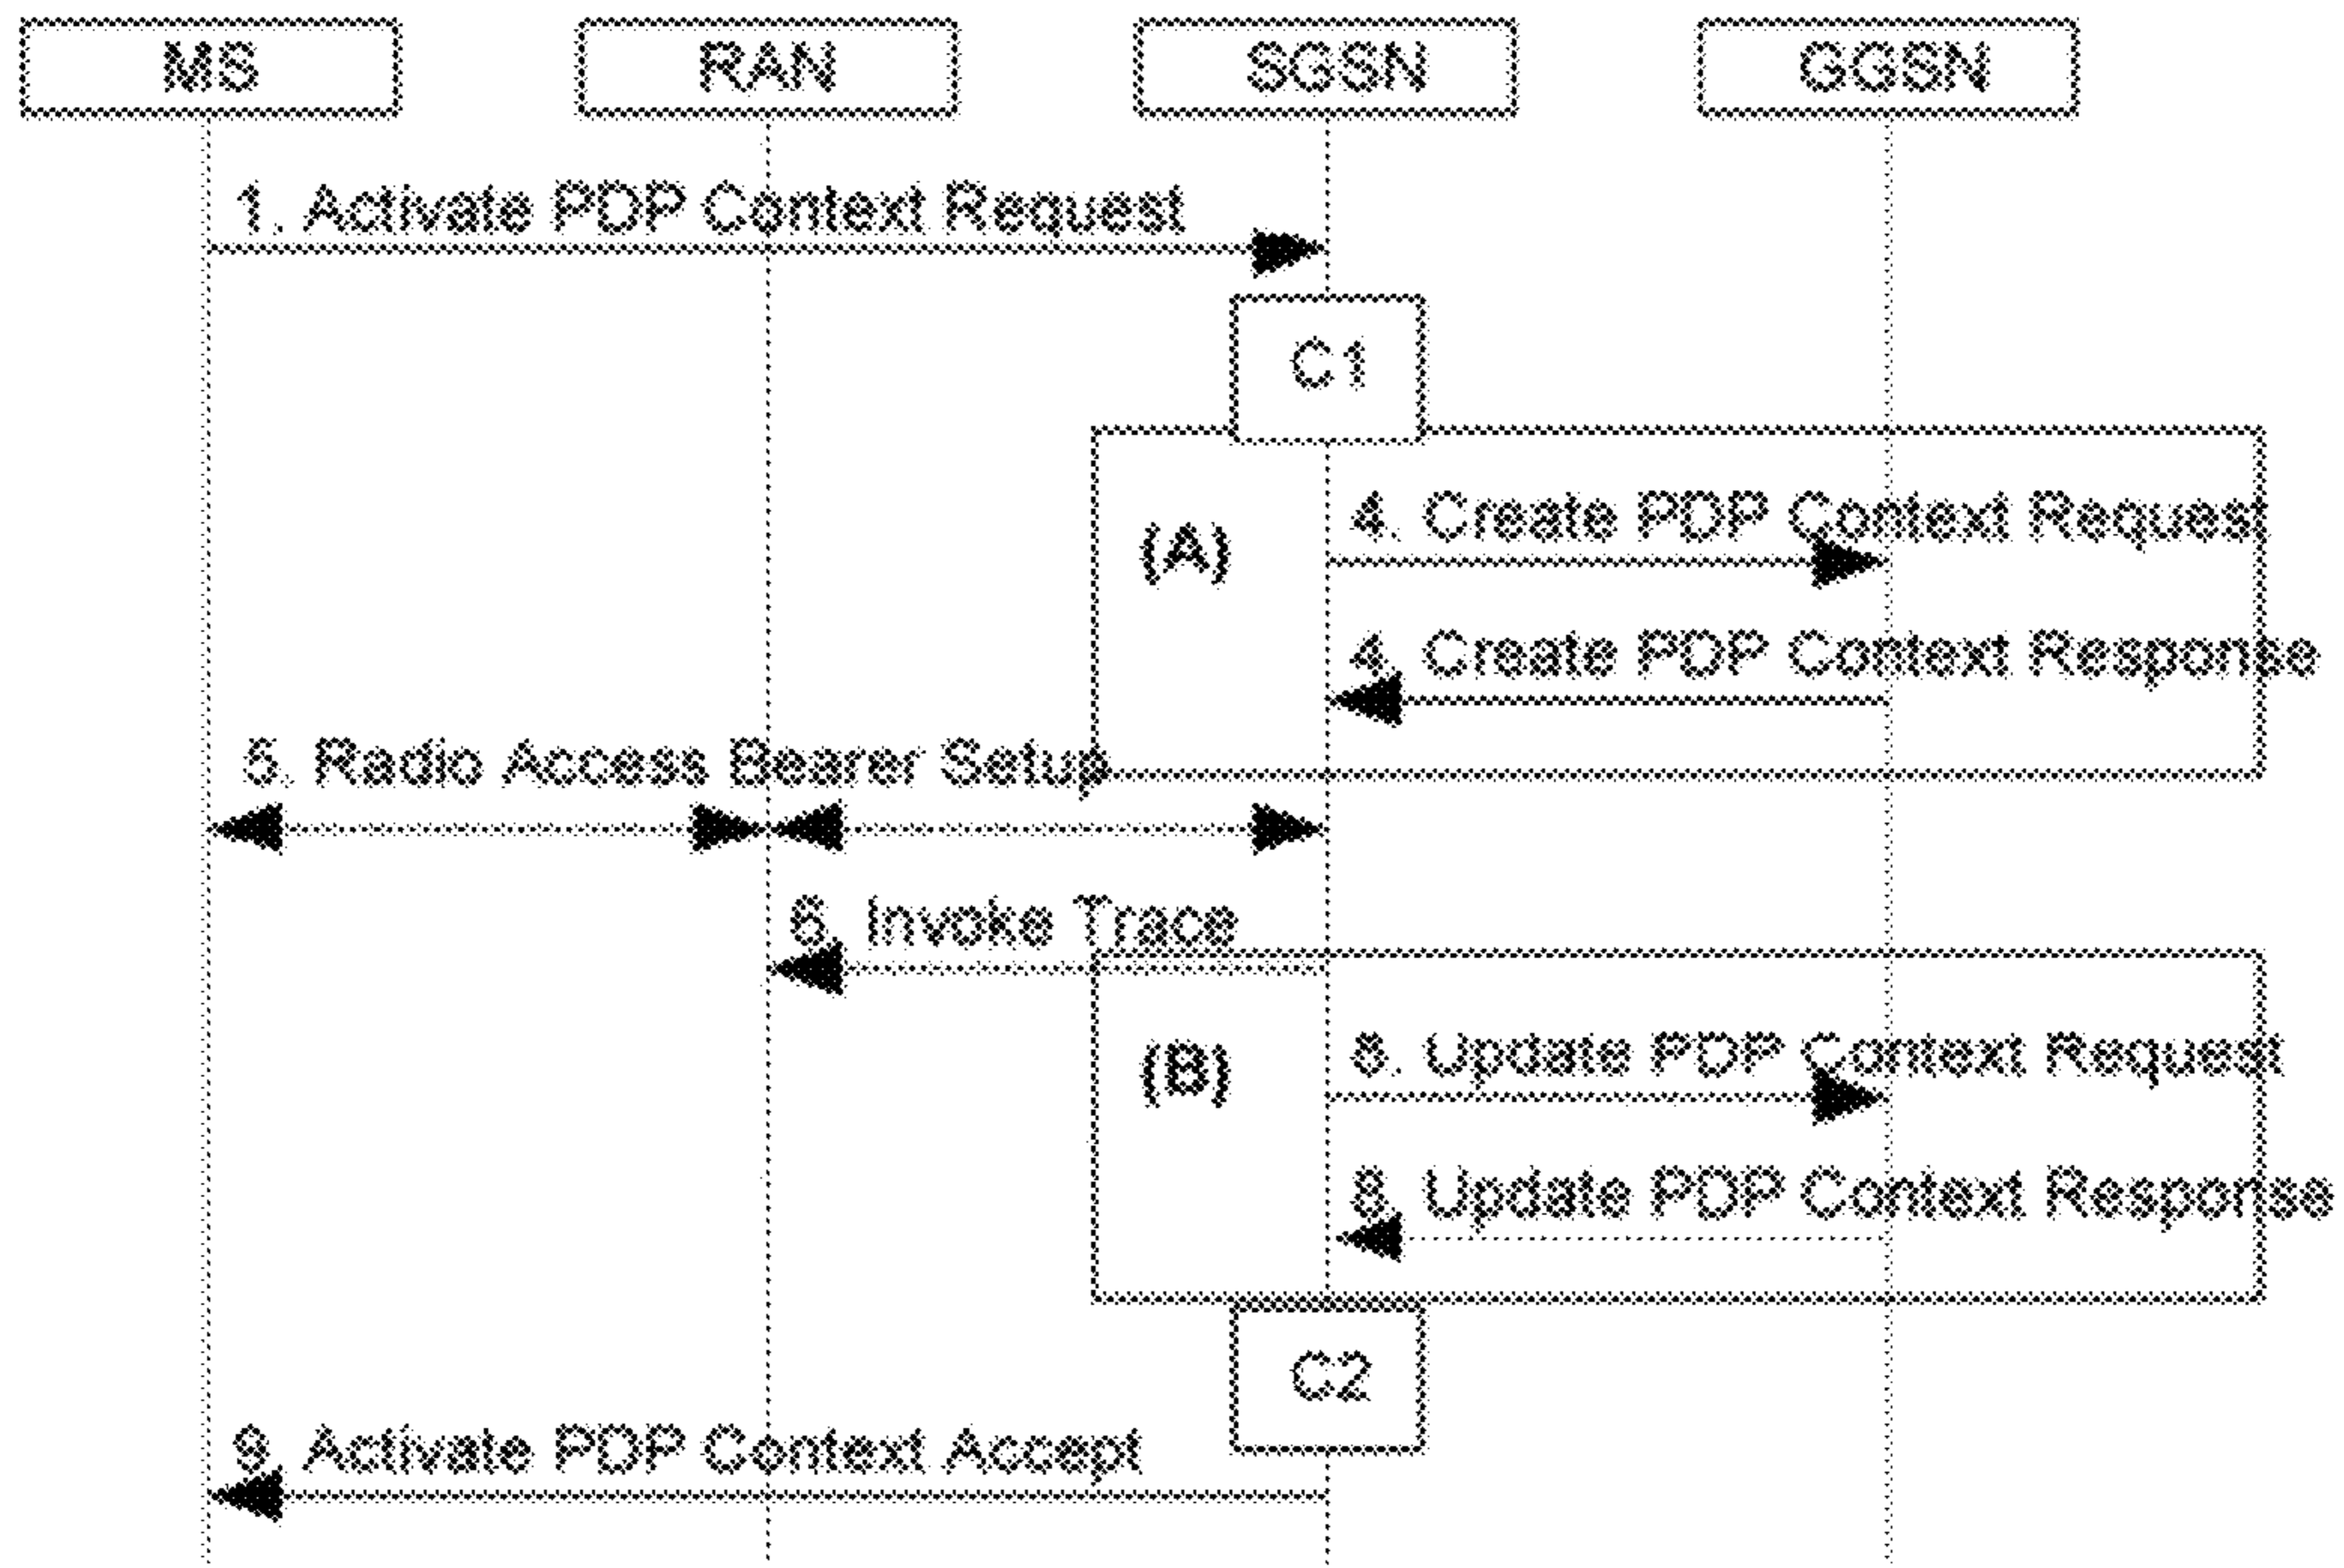 MS
RAN
SGSN
GGSN
1. Activate PDP Context Request
C1
(A)
4. Create PDP Context Request
4. Create PDP Context Response
5. Radio Access Bearer Setup
6. Invoke Trace
(B)
8. Update PDP Context Request
8. Update PDP Context Response
C2
9. Activate PDP Context Accept